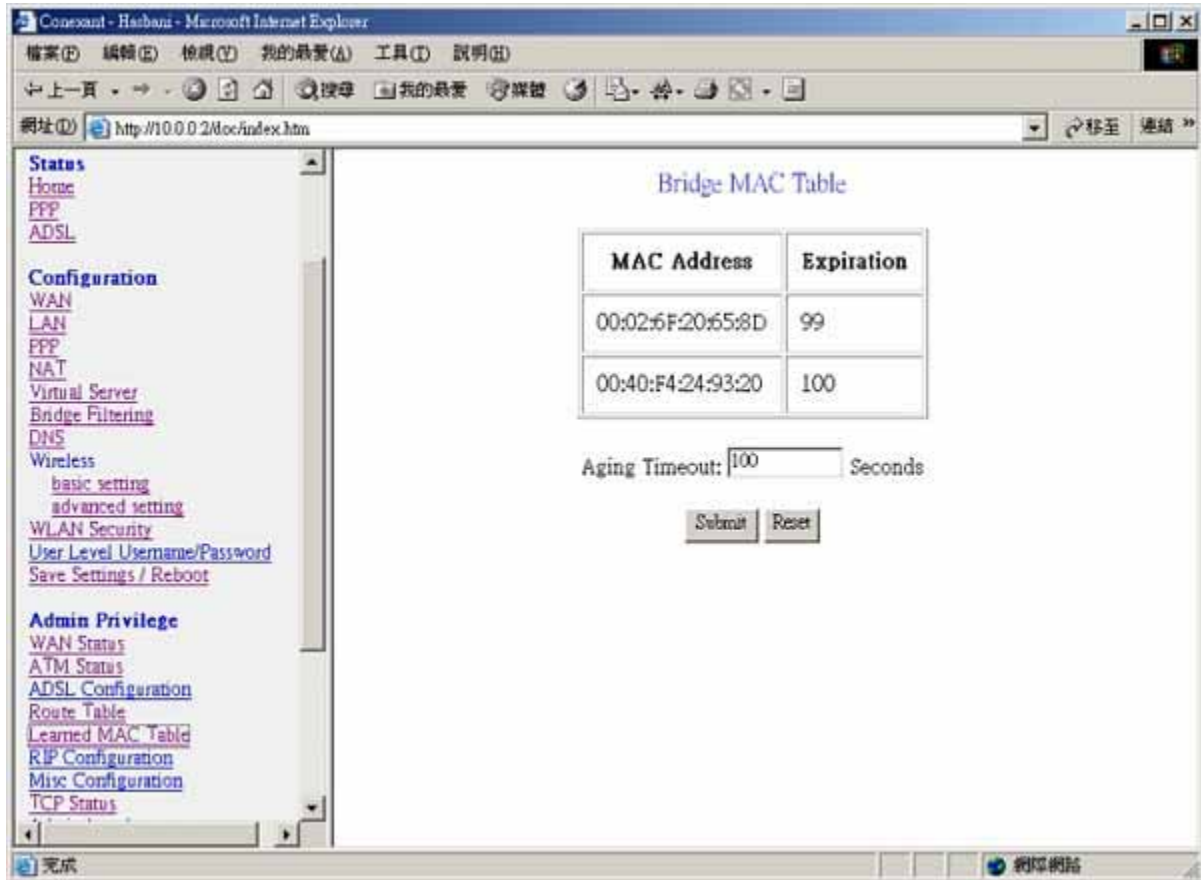 Conexant - Hasbani - Microsoft Internet Explorer
檔案(F) 編輯(E) 檢視(V) 我的最愛(A) 工具(T) 說明(H)
上一頁 搜尋 我的最愛 媒體
網址(D) http://10.0.0.2/doc/index.htm 移至 連結 »
Status
Home
PPP
ADSL
Configuration
WAN
LAN
PPP
NAT
Virtual Server
Bridge Filtering
DNS
Wireless
basic setting
advanced setting
WLAN Security
User Level Username/Password
Save Settings / Reboot
Admin Privilege
WAN Status
ATM Status
ADSL Configuration
Route Table
Learned MAC Table
RIP Configuration
Misc Configuration
TCP Status
Bridge MAC Table
MAC Address Expiration
00:02:6F:20:65:8D 99
00:40:F4:24:93:20 100
Aging Timeout: 100 Seconds
Submit Reset
完成 網際網路